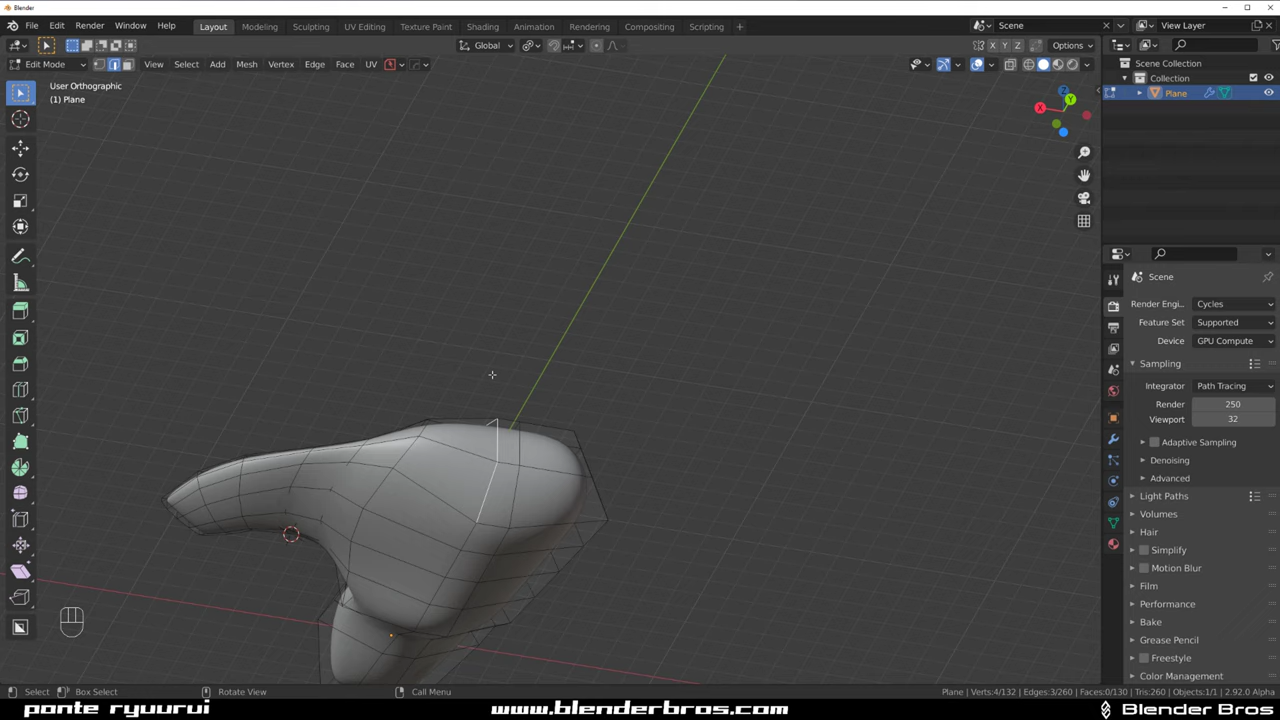 Blender
File Edit Render Window Help
Layout Modeling Sculpting UV Editing Texture Paint Shading Animation Rendering Compositing Scripting +
Scene
View Layer
Global
X Y Z
Options
Edit Mode
View Select Add Mesh Vertex Edge Face UV
User Orthographic
(1) Plane
X
Y
Z
Scene Collection
Collection
Plane
Scene
Render Engi... Cycles
Feature Set Supported
Device GPU Compute
Sampling
Integrator Path Tracing
Render 250
Viewport 32
Adaptive Sampling
Denoising
Advanced
Light Paths
Volumes
Hair
Simplify
Motion Blur
Film
Performance
Bake
Grease Pencil
Freestyle
Color Management
Select Box Select Rotate View Call Menu
Plane | Verts:4/132 | Edges:3/260 | Faces:0/130 | Tris:260 | Objects:1/1 | 2.92.0 Alpha
ponte ryuurui
www.blenderbros.com
Blender Bros